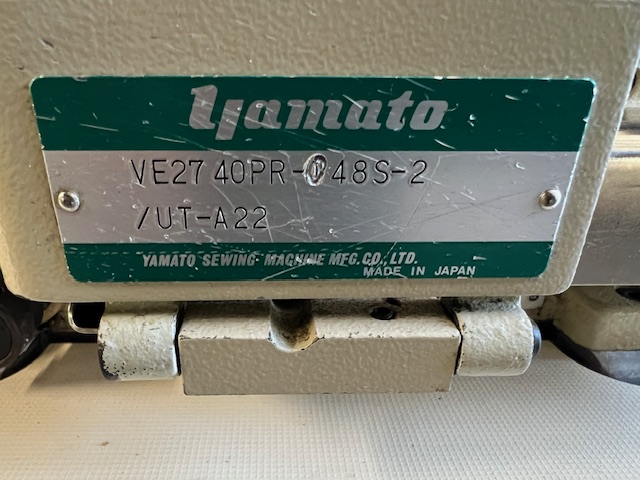 Yamato
VE2740PR-048S-2
/UT-A22
YAMATO SEWING MACHINE MFG.CO.,LTD.
MADE IN JAPAN